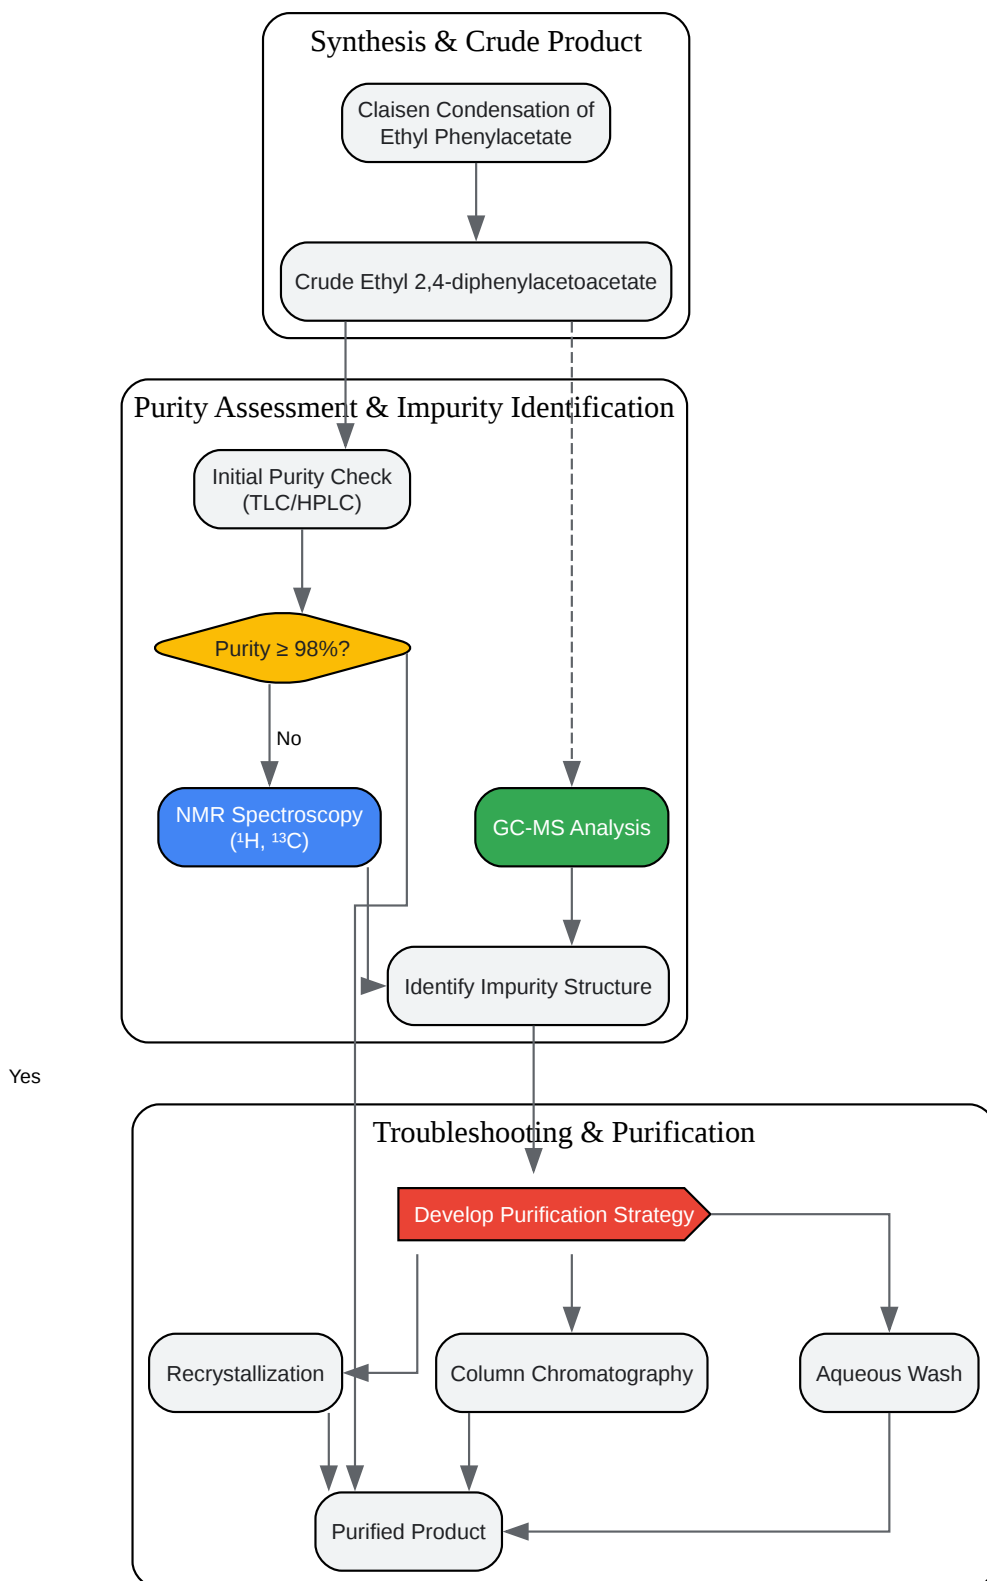 Synthesis & Crude Product
Claisen Condensation of
Ethyl Phenylacetate
Crude Ethyl 2,4-diphenylacetoacetate
Purity Assessment & Impurity Identification
Initial Purity Check
(TLC/HPLC)
Purity ≥ 98%?
No
NMR Spectroscopy
(¹H, ¹³C)
GC-MS Analysis
Identify Impurity Structure
Yes
Troubleshooting & Purification
Develop Purification Strategy
Recrystallization
Column Chromatography
Aqueous Wash
Purified Product